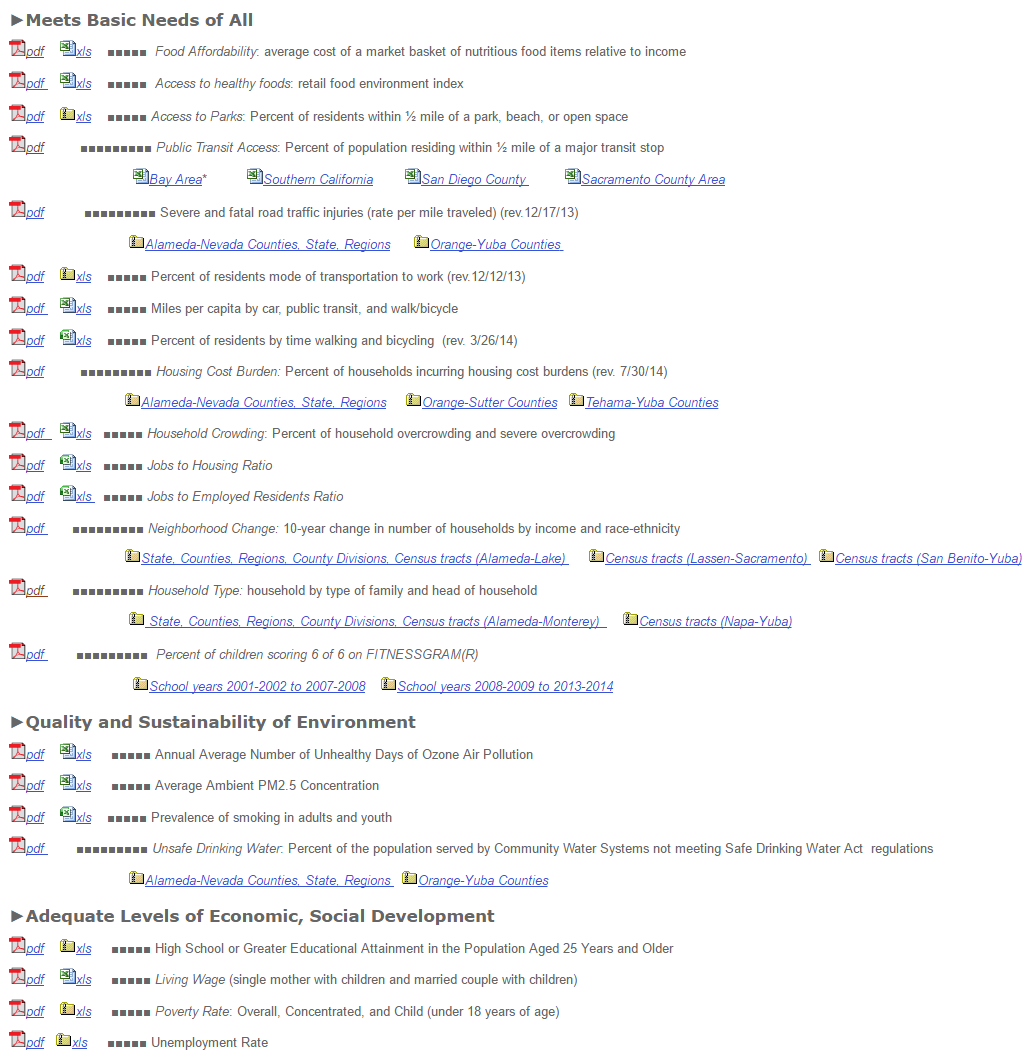 ►Meets Basic Needs of All
pdf xls ▪▪▪▪▪ Food Affordability: average cost of a market basket of nutritious food items relative to income
pdf xls ▪▪▪▪▪ Access to healthy foods: retail food environment index
pdf xls ▪▪▪▪▪ Access to Parks: Percent of residents within ½ mile of a park, beach, or open space
pdf ▪▪▪▪▪▪▪▪▪ Public Transit Access: Percent of population residing within ½ mile of a major transit stop
Bay Area* Southern California San Diego County Sacramento County Area
pdf ▪▪▪▪▪▪▪▪▪ Severe and fatal road traffic injuries (rate per mile traveled) (rev.12/17/13)
Alameda-Nevada Counties, State, Regions Orange-Yuba Counties
pdf xls ▪▪▪▪▪ Percent of residents mode of transportation to work (rev.12/12/13)
pdf xls ▪▪▪▪▪ Miles per capita by car, public transit, and walk/bicycle
pdf xls ▪▪▪▪▪ Percent of residents by time walking and bicycling (rev. 3/26/14)
pdf ▪▪▪▪▪▪▪▪▪ Housing Cost Burden: Percent of households incurring housing cost burdens (rev. 7/30/14)
Alameda-Nevada Counties, State, Regions Orange-Sutter Counties Tehama-Yuba Counties
pdf xls ▪▪▪▪▪ Household Crowding: Percent of household overcrowding and severe overcrowding
pdf xls ▪▪▪▪▪ Jobs to Housing Ratio
pdf xls ▪▪▪▪▪ Jobs to Employed Residents Ratio
pdf ▪▪▪▪▪▪▪▪▪ Neighborhood Change: 10-year change in number of households by income and race-ethnicity
State, Counties, Regions, County Divisions, Census tracts (Alameda-Lake) Census tracts (Lassen-Sacramento) Census tracts (San Benito-Yuba)
pdf ▪▪▪▪▪▪▪▪▪ Household Type: household by type of family and head of household
State, Counties, Regions, County Divisions, Census tracts (Alameda-Monterey) Census tracts (Napa-Yuba)
pdf ▪▪▪▪▪▪▪▪▪ Percent of children scoring 6 of 6 on FITNESSGRAM(R)
School years 2001-2002 to 2007-2008 School years 2008-2009 to 2013-2014
►Quality and Sustainability of Environment
pdf xls ▪▪▪▪▪ Annual Average Number of Unhealthy Days of Ozone Air Pollution
pdf xls ▪▪▪▪▪ Average Ambient PM2.5 Concentration
pdf xls ▪▪▪▪▪ Prevalence of smoking in adults and youth
pdf ▪▪▪▪▪▪▪▪▪ Unsafe Drinking Water: Percent of the population served by Community Water Systems not meeting Safe Drinking Water Act regulations
Alameda-Nevada Counties, State, Regions Orange-Yuba Counties
►Adequate Levels of Economic, Social Development
pdf xls ▪▪▪▪▪ High School or Greater Educational Attainment in the Population Aged 25 Years and Older
pdf xls ▪▪▪▪▪ Living Wage (single mother with children and married couple with children)
pdf xls ▪▪▪▪▪ Poverty Rate: Overall, Concentrated, and Child (under 18 years of age)
pdf xls ▪▪▪▪▪ Unemployment Rate